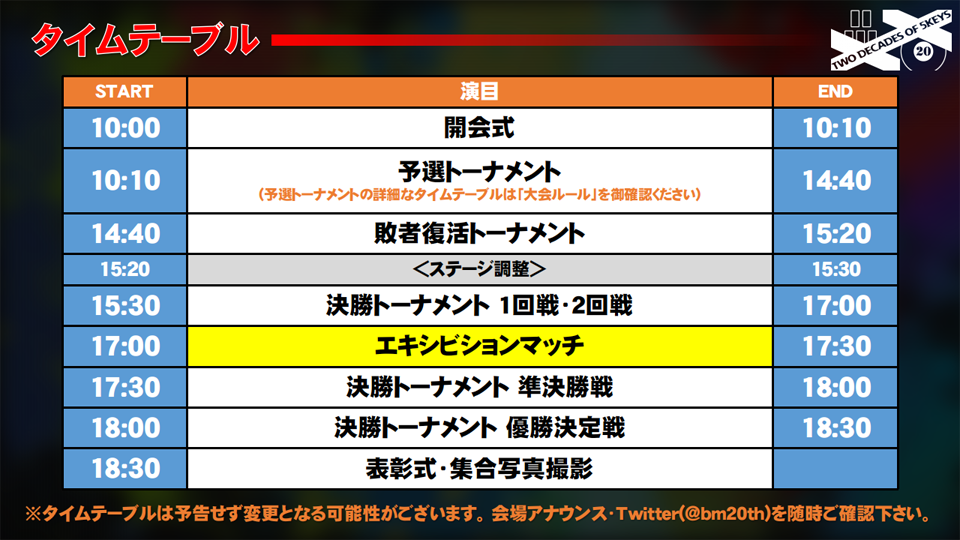 タイムテーブル
TWO DECADES OF 5KEYS
20
START 演目 END
10:00 開会式 10:10
10:10 予選トーナメント 14:40
(予選トーナメントの詳細なタイムテーブルは「大会ルール」を御確認ください)
14:40 敗者復活トーナメント 15:20
15:20 <ステージ調整> 15:30
15:30 決勝トーナメント 1回戦・2回戦 17:00
17:00 エキシビションマッチ 17:30
17:30 決勝トーナメント 準決勝戦 18:00
18:00 決勝トーナメント 優勝決定戦 18:30
18:30 表彰式・集合写真撮影
※タイムテーブルは予告せず変更となる可能性がございます。会場アナウンス・Twitter(@bm20th)を随時ご確認下さい。